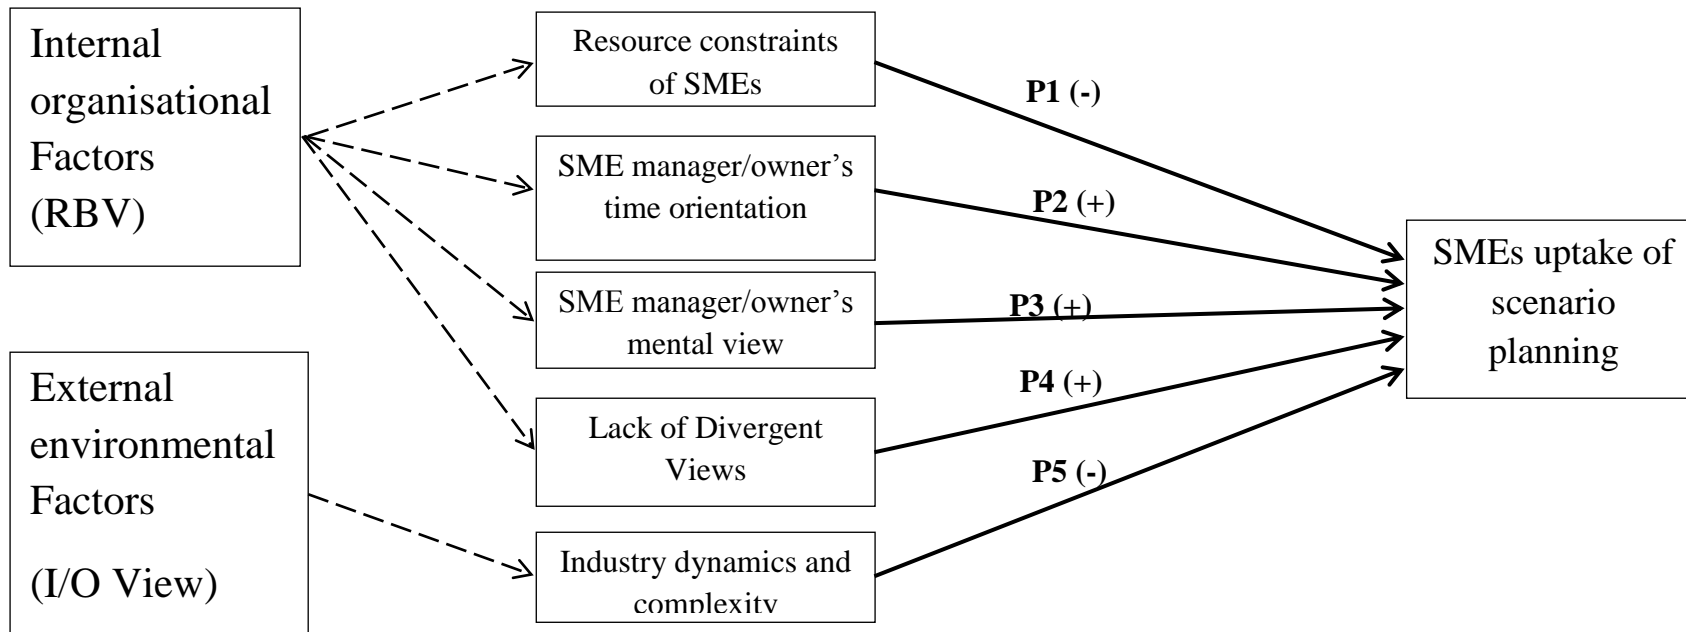 Internal
organisational
Factors
(RBV)
External
environmental
Factors
(I/O View)
Resource constraints
of SMEs
SME manager/owner’s
time orientation
SME manager/owner’s
mental view
Lack of Divergent
Views
Industry dynamics and
complexity
P1 (-)
P2 (+)
P3 (+)
P4 (+)
P5 (-)
SMEs uptake of
scenario
planning